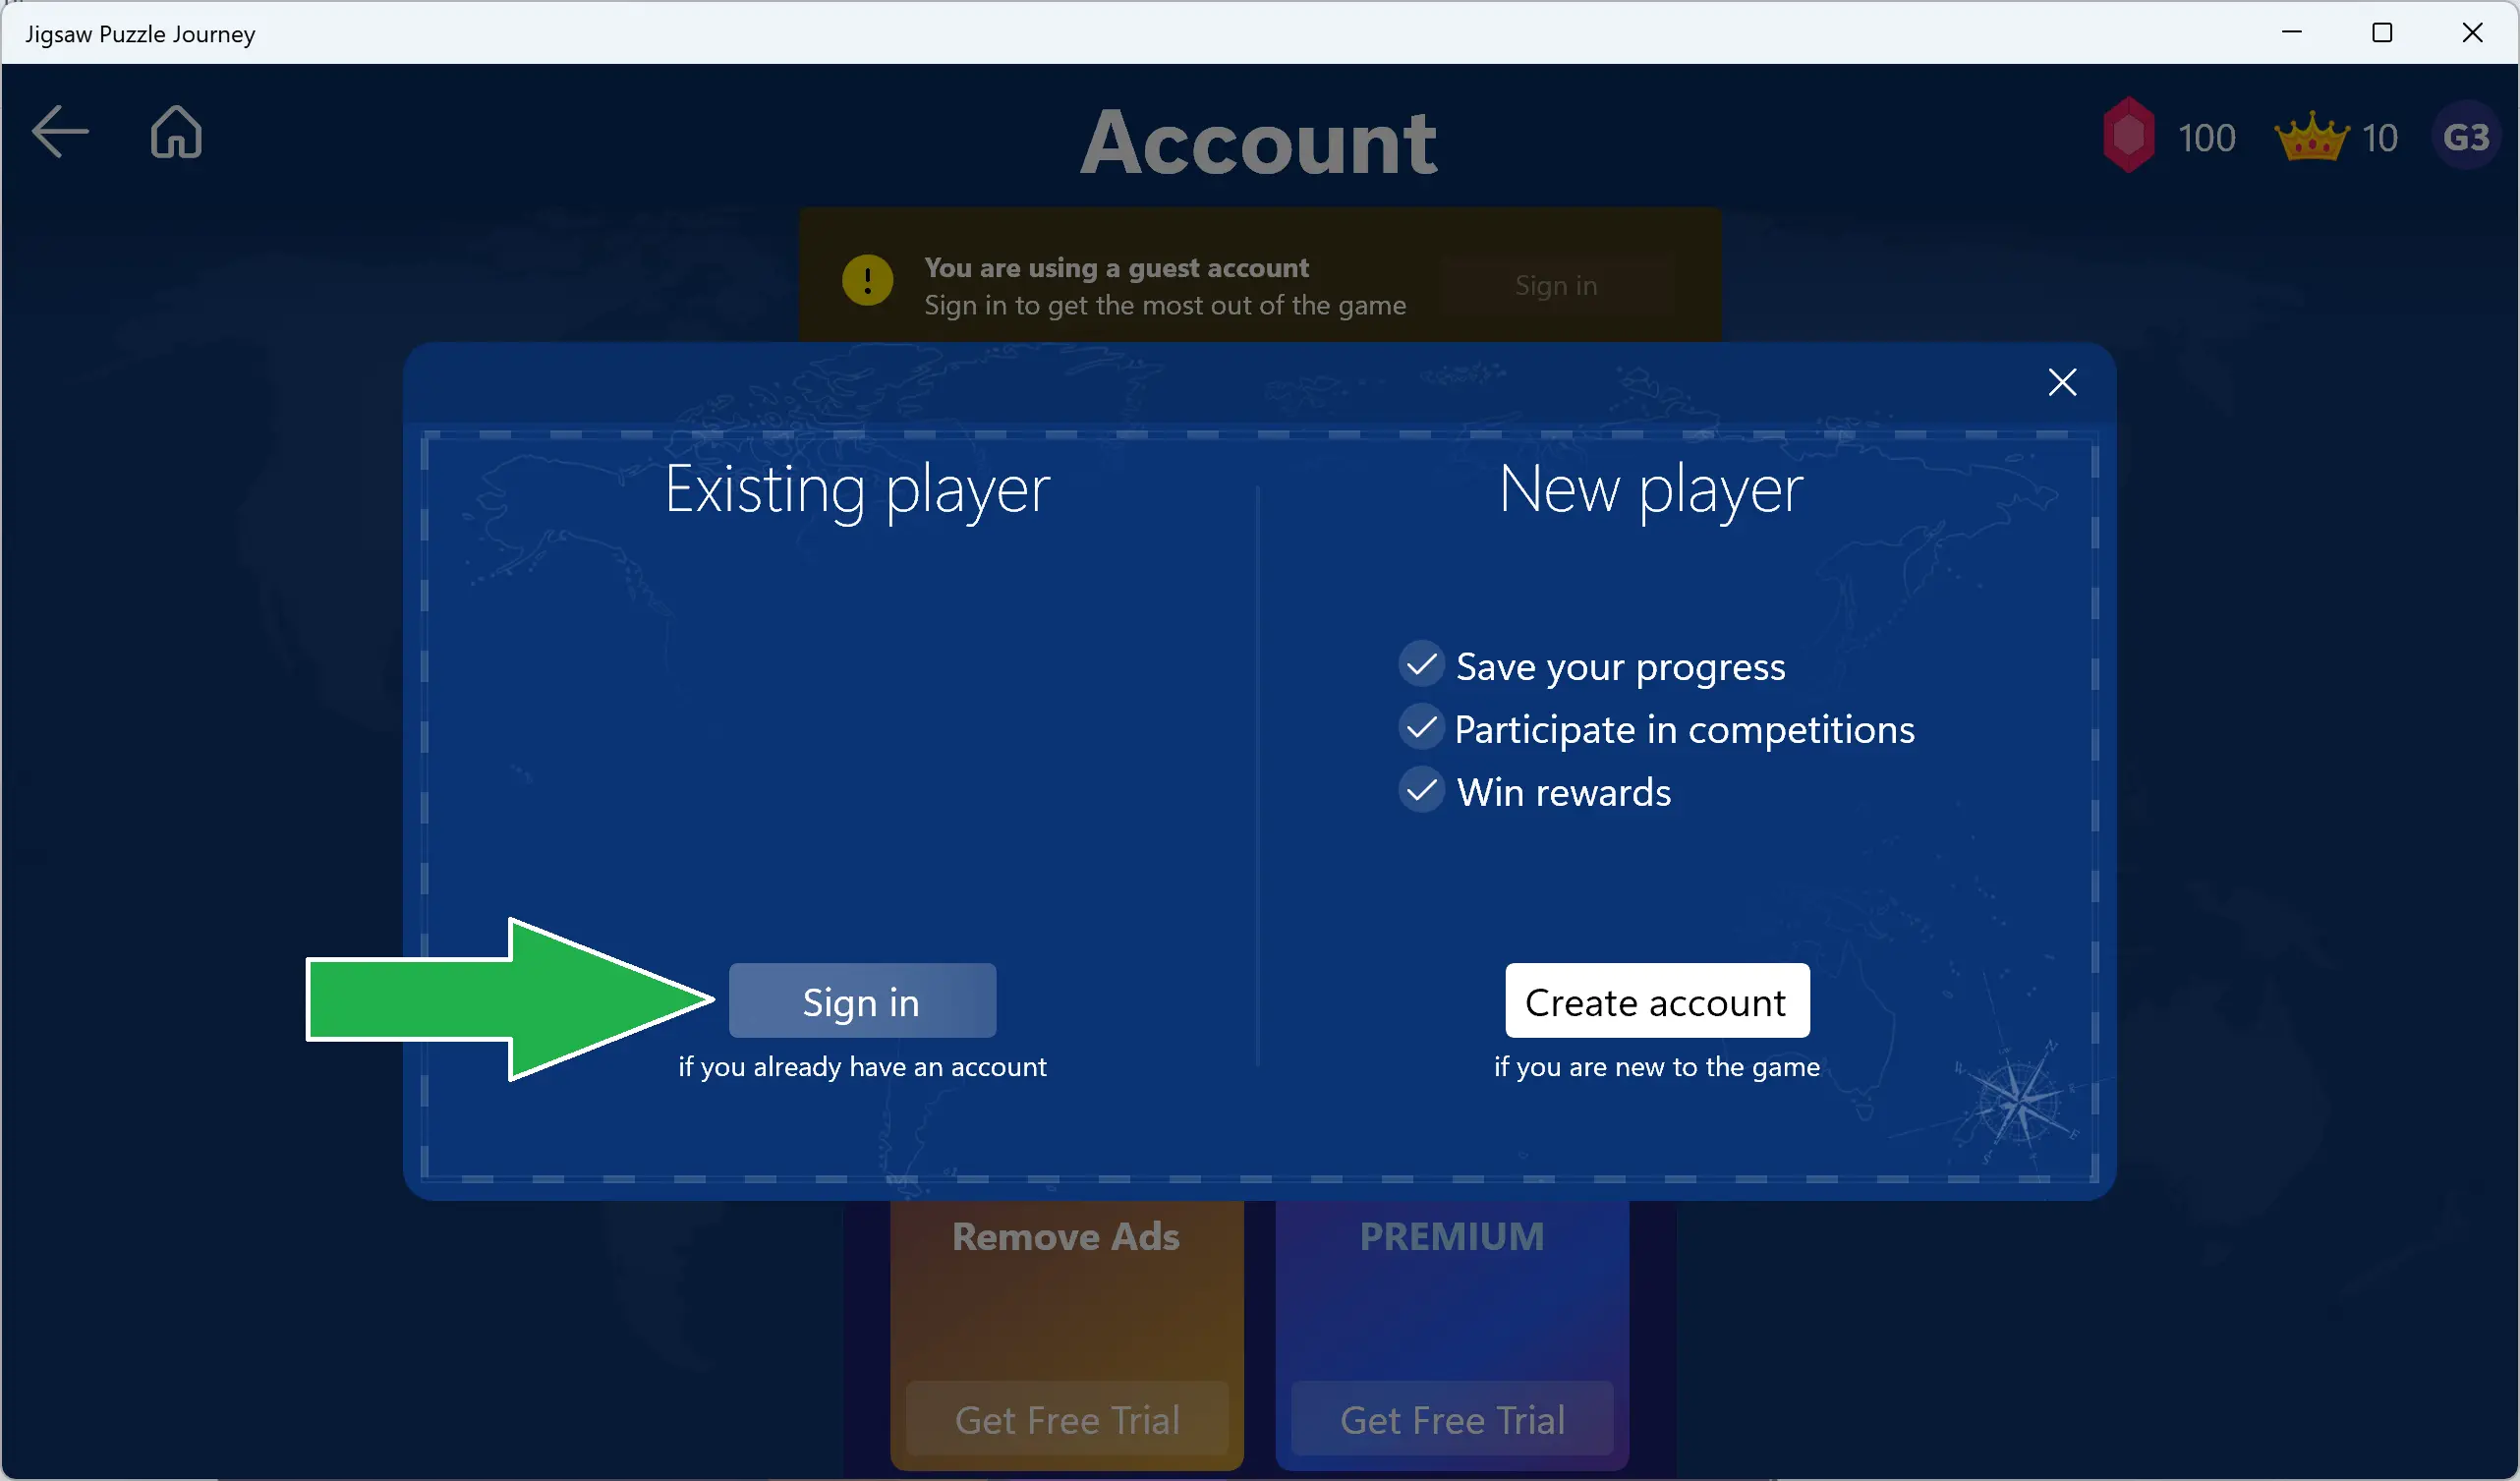 Jigsaw Puzzle Journey
Account
100
10
G3
You are using a guest account
Sign in to get the most out of the game
Sign in
Existing player
New player
Save your progress
Participate in competitions
Win rewards
Sign in
Create account
if you already have an account
if you are new to the game
N
W
E
S
Remove Ads
PREMIUM
Get Free Trial
Get Free Trial